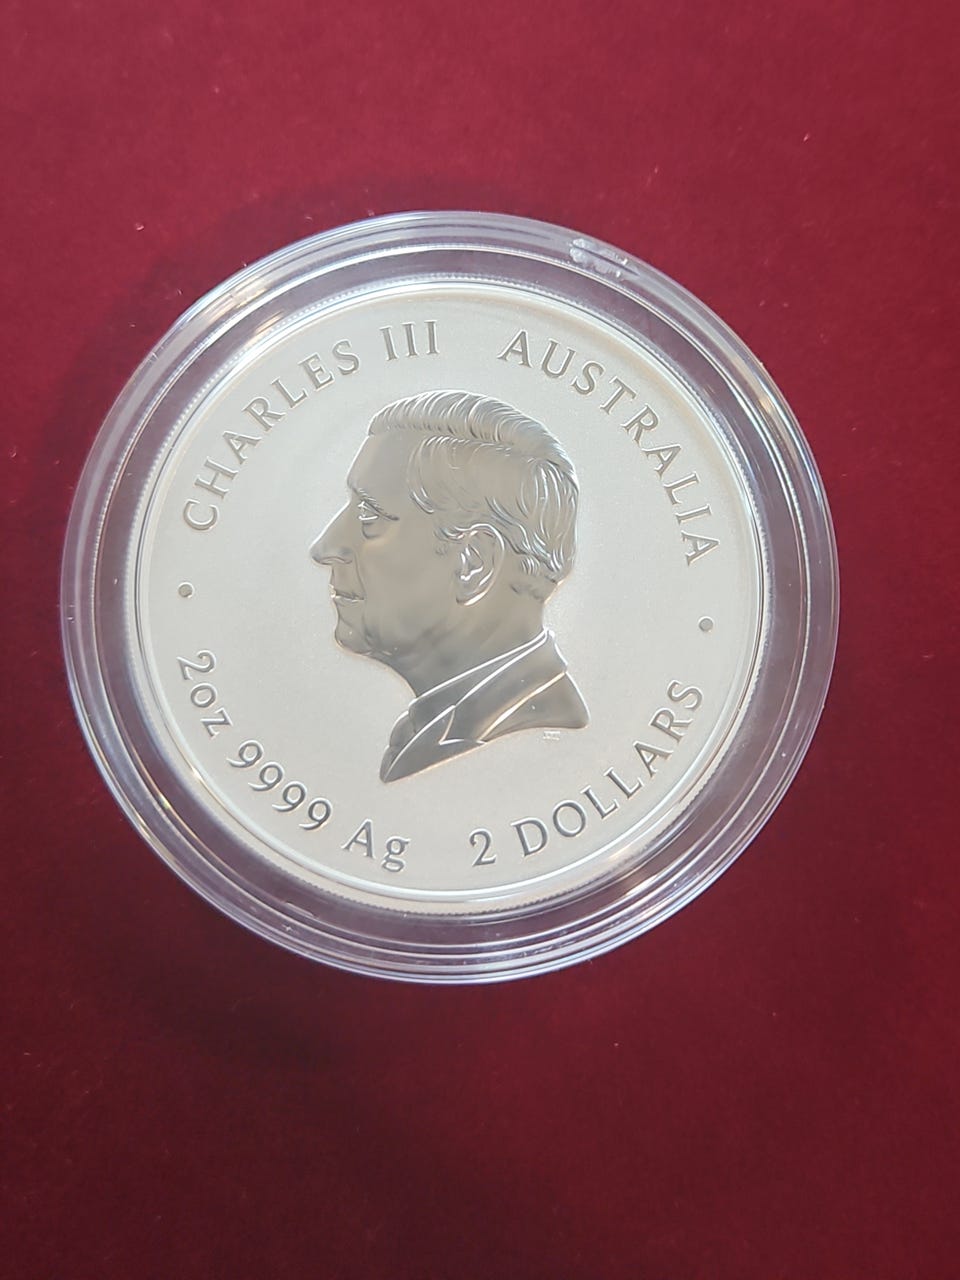 CHARLES III AUSTRALIA
2oz 9999 Ag 2 DOLLARS